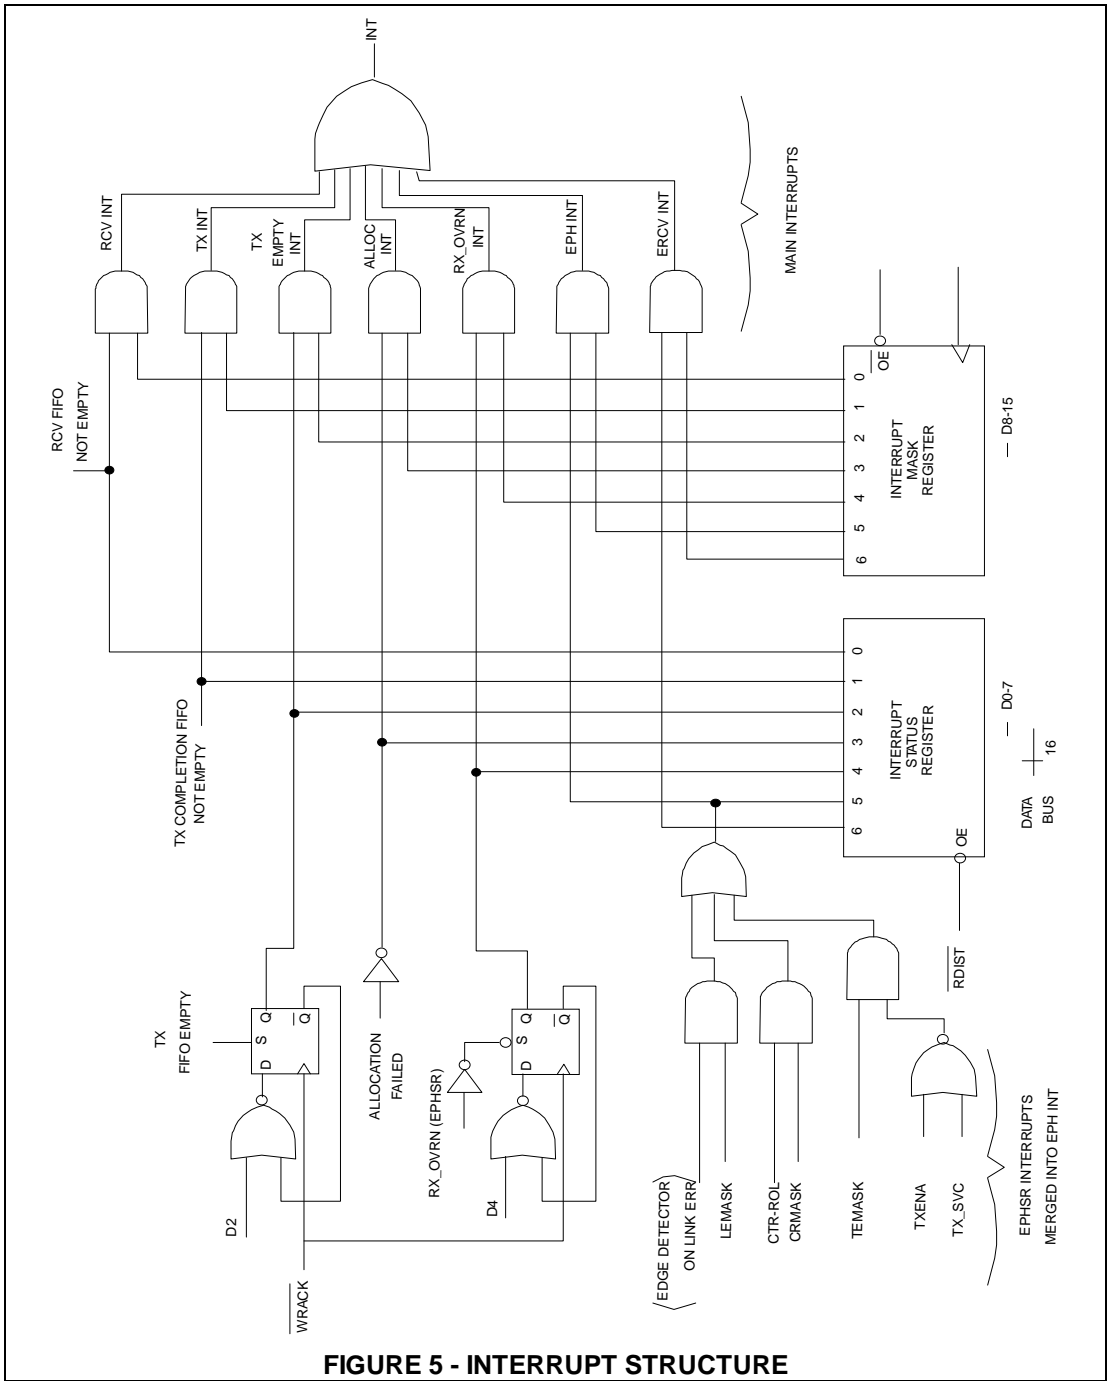 INT
RCV INT
TX INT
TX
EMPTY
INT
ALLOC
INT
RX_OVRN
INT
EPH INT
ERCV INT
MAIN INTERRUPTS
RCV FIFO
NOT EMPTY
0
1
2
3
4
5
6
OE
INTERRUPT
MASK
REGISTER
D8-15
TX COMPLETION FIFO
NOT EMPTY
0
1
2
3
4
5
6
OE
INTERRUPT
STATUS
REGISTER
D0-7
DATA
BUS
16
RDIST
TX
FIFO EMPTY
S
D
Q
Q
D2
ALLOCATION
FAILED
RX_OVRN (EPHSR)
S
D
Q
Q
D4
WRACK
EDGE DETECTOR
ON LINK ERR
LEMASK
CTR-ROL
CRMASK
TEMASK
TXENA
TX_SVC
EPHSR INTERRUPTS
MERGED INTO EPH INT
FIGURE 5 - INTERRUPT STRUCTURE